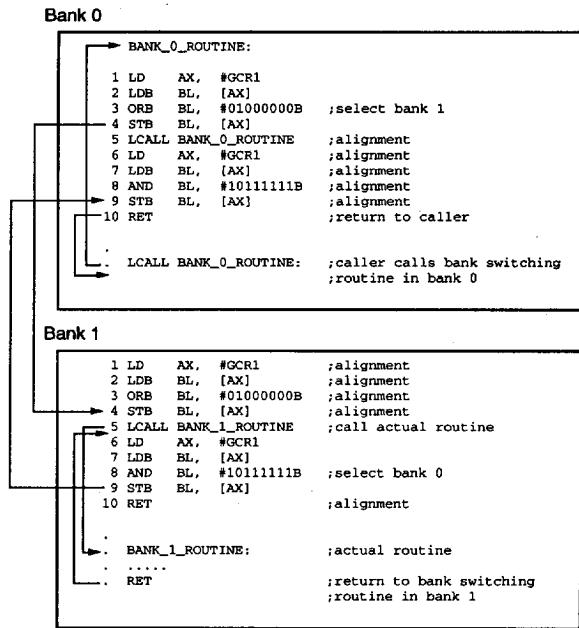 Bank 0
BANK_0_ROUTINE:
1 LD AX, #GCR1
2 LDB BL, [AX]
3 ORB BL, #01000000B ;select bank 1
4 STB BL, [AX]
5 LCALL BANK_0_ROUTINE ;alignment
6 LD AX, #GCR1 ;alignment
7 LDB BL, [AX] ;alignment
8 AND BL, #10111111B ;alignment
9 STB BL, [AX] ;alignment
10 RET ;return to caller
.
. LCALL BANK_0_ROUTINE: ;caller calls bank switching
;routine in bank 0
Bank 1
1 LD AX, #GCR1 ;alignment
2 LDB BL, [AX] ;alignment
3 ORB BL, #01000000B ;alignment
4 STB BL, [AX] ;alignment
5 LCALL BANK_1_ROUTINE ;call actual routine
6 LD AX, #GCR1
7 LDB BL, [AX]
8 AND BL, #10111111B ;select bank 0
9 STB BL, [AX]
10 RET ;alignment
.
. BANK_1_ROUTINE: ;actual routine
. .....
. RET ;return to bank switching
;routine in bank 1